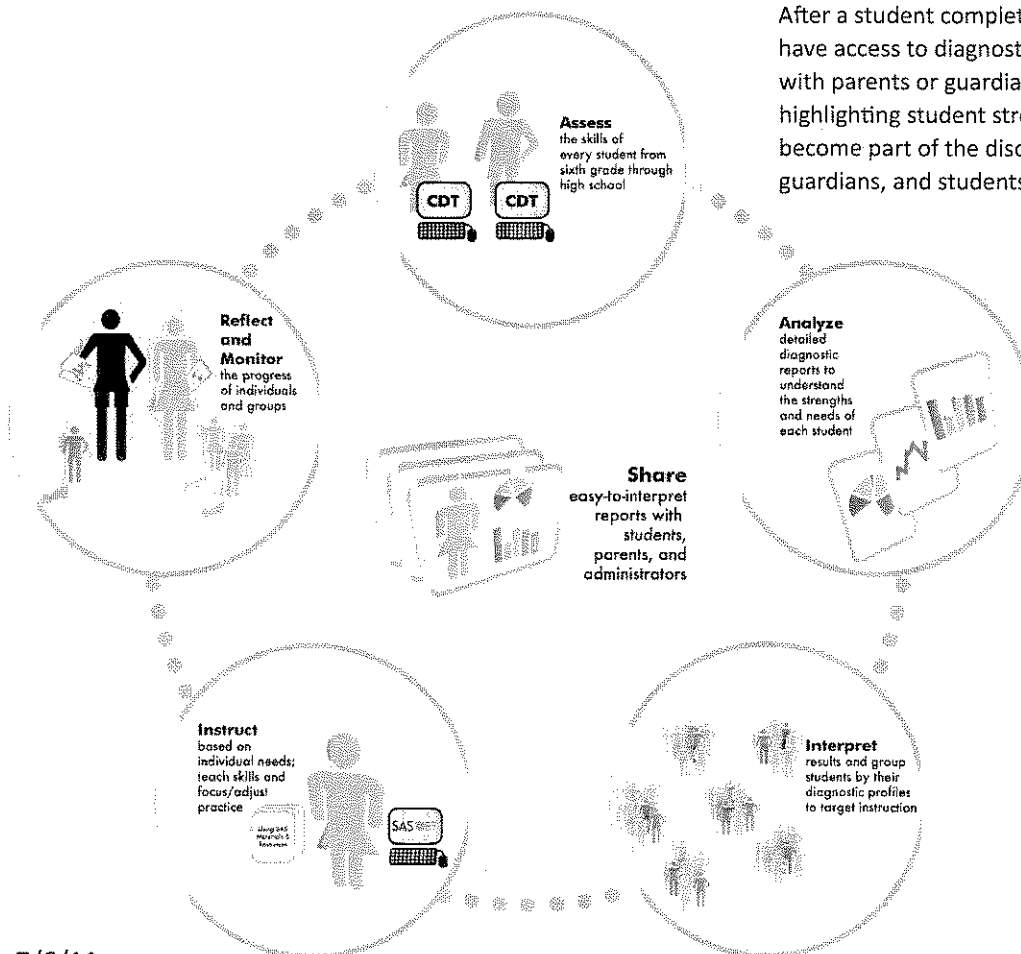 After a student complet
have access to diagnost
with parents or guardia
highlighting student stre
become part of the disc
guardians, and students
Assess
the skills of
every student from
sixth grade through
high school
CDT
CDT
Analyze
detailed
diagnostic
reports to
understand
the strengths
and needs of
each student
Interpret
results and group
students by their
diagnostic profiles
to target instruction
Instruct
based on
individual needs;
teach skills and
focus/adjust
practice
Using SAS
Materials &
Resources
SAS
Reflect
and
Monitor
the progress
of individuals
and groups
Share
easy-to-interpret
reports with
students,
parents, and
administrators